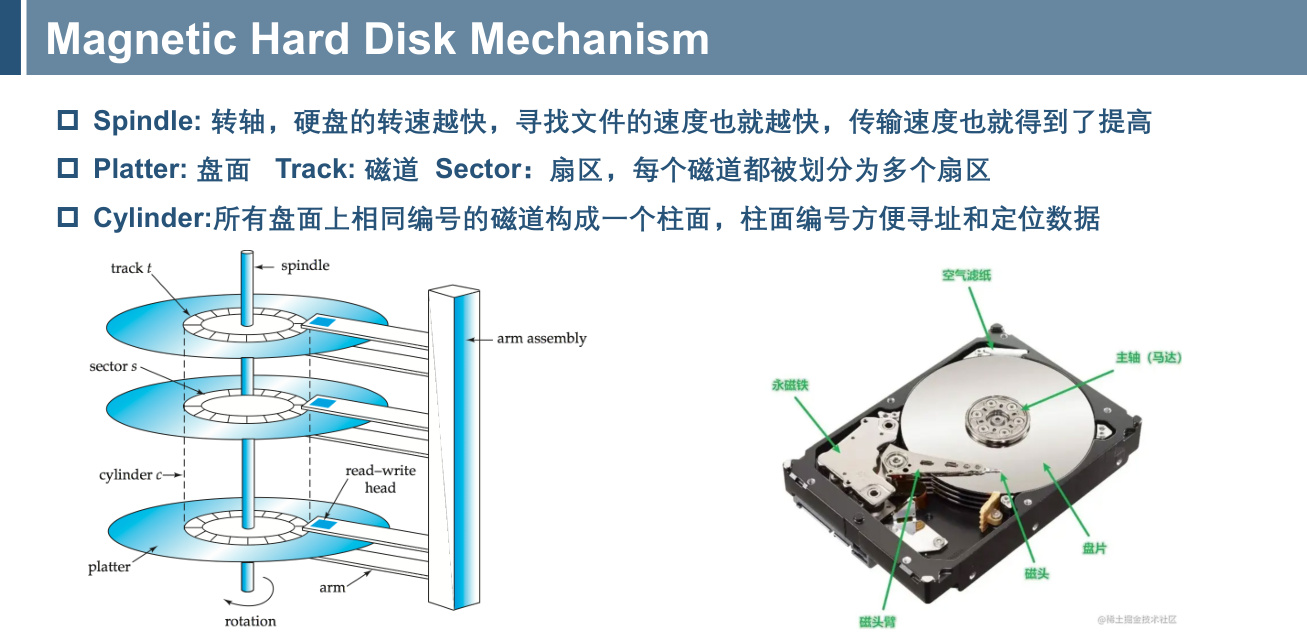 Magnetic Hard Disk Mechanism
Spindle: 转轴，硬盘的转速越快，寻找文件的速度也就越快，传输速度也就得到了提高
Platter: 盘面 Track: 磁道 Sector：扇区，每个磁道都被划分为多个扇区
Cylinder:所有盘面上相同编号的磁道构成一个柱面，柱面编号方便寻址和定位数据
track t
spindle
arm assembly
sector s
cylinder c
read–write
head
platter
arm
rotation
空气滤纸
主轴（马达）
永磁铁
盘片
磁头
磁头臂
@稀土掘金技术社区